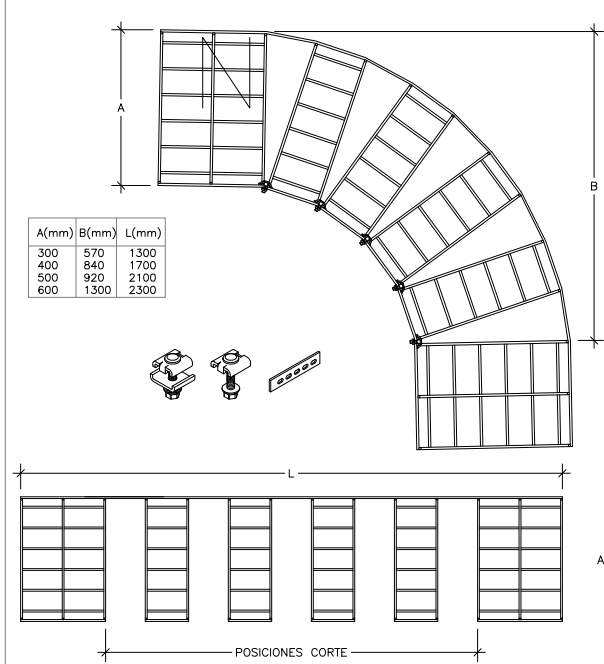 A
B
A(mm) B(mm) L(mm)
300 570 1300
400 840 1700
500 920 2100
600 1300 2300
L
A
POSICIONES CORTE